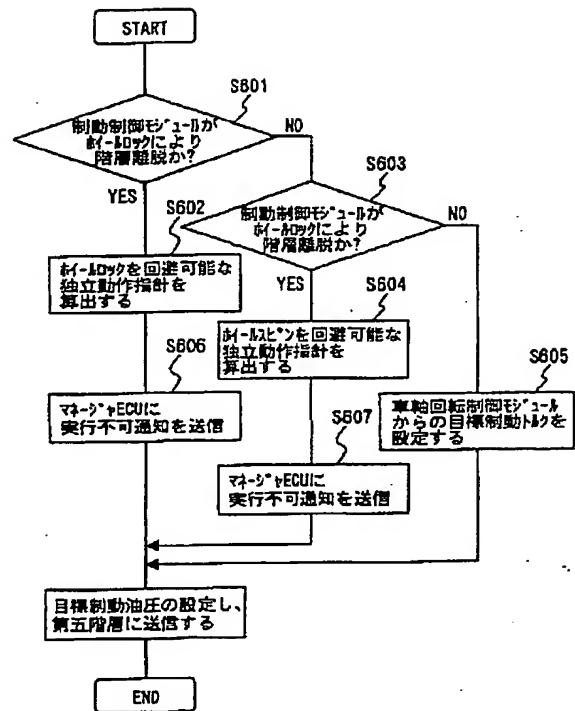 START
S601
制動制御モジュールが
ホイールロックにより
階層離脱か?
NO
YES
S603
制動制御モジュールが
ホイールロックにより
階層離脱か?
NO
YES
S602
ホイールロックを回避可能な
独立動作指針を
算出する
S604
ホイールスピンを回避可能な
独立動作指針を
算出する
S606
マネージャECUに
実行不可通知を送信
S605
車軸回転制御モジュール
からの目標制動トルクを
設定する
S607
マネージャECUに
実行不可通知を送信
目標制動油圧の設定し、
第五階層に送信する
END